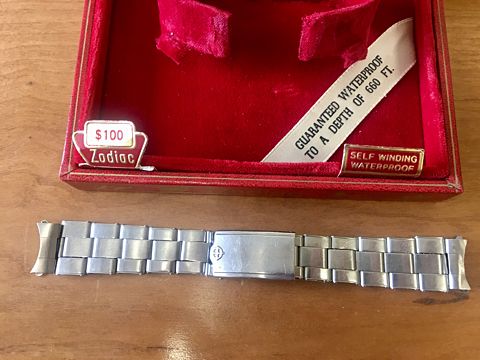 GUARANTEED WATERPROOF
TO A DEPTH OF 660 FT.
$100
Zodiac
SELF WINDING
WATERPROOF